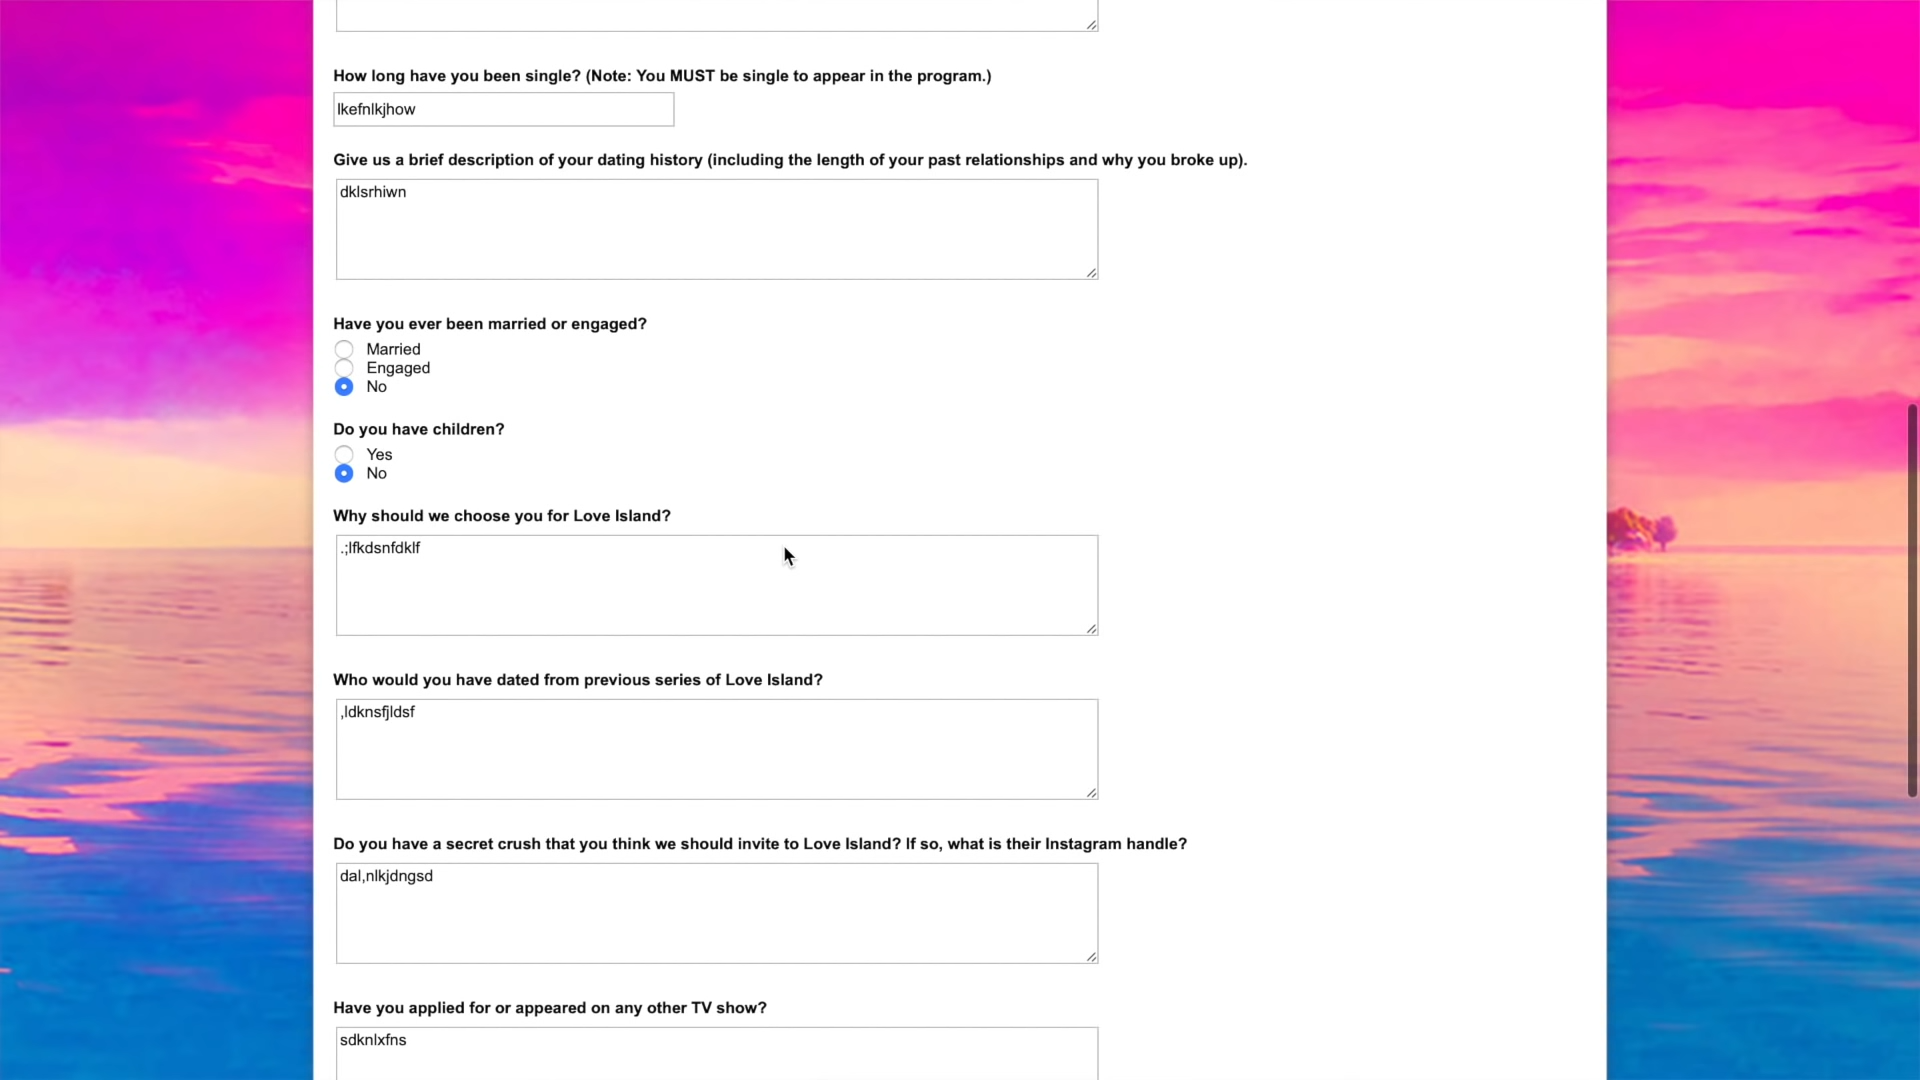 How long have you been single? (Note: You MUST be single to appear in the program.)
lkefnlkjhow
Give us a brief description of your dating history (including the length of your past relationships and why you broke up).
dklsrhiwn
Have you ever been married or engaged?
Married
Engaged
No
Do you have children?
Yes
No
Why should we choose you for Love Island?
.;lfkdsnfdklf
Who would you have dated from previous series of Love Island?
,ldknsfjldsf
Do you have a secret crush that you think we should invite to Love Island? If so, what is their Instagram handle?
dal,nlkjdngsd
Have you applied for or appeared on any other TV show?
sdknlxfns